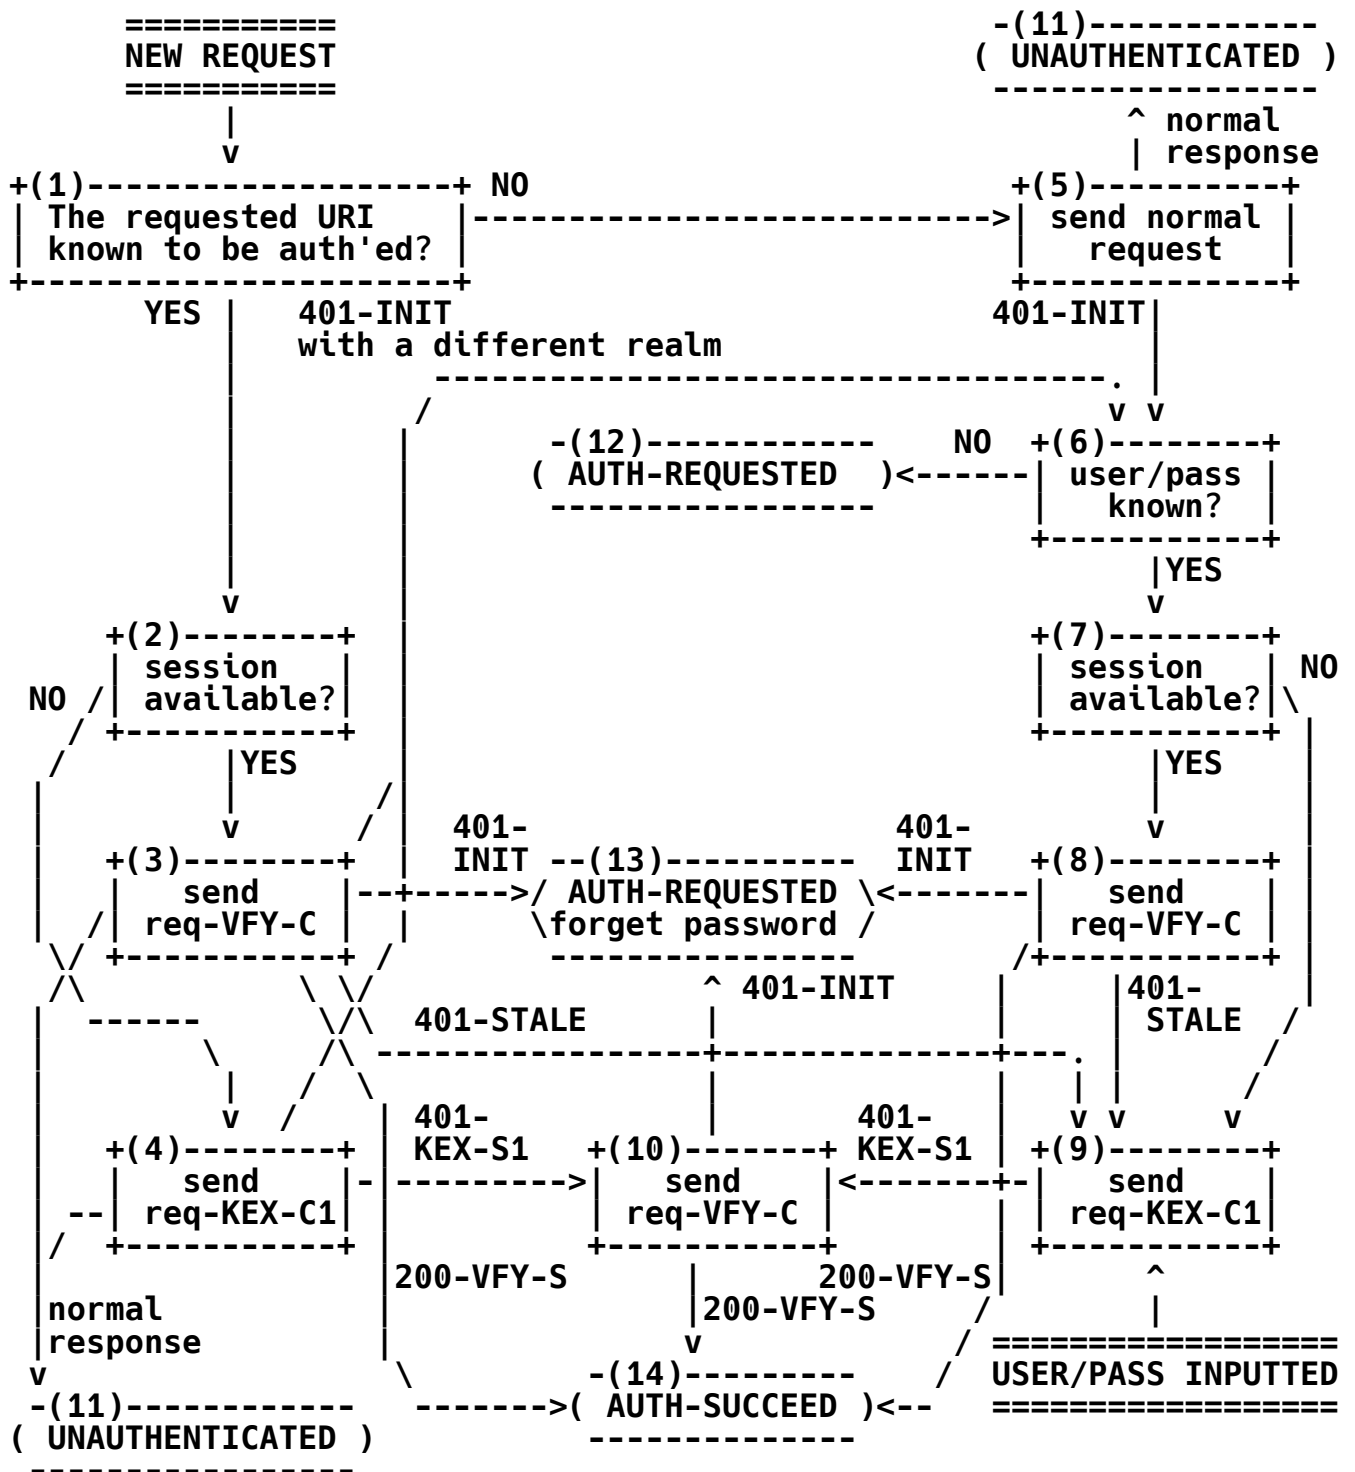 ===========                                    -(11)------------
NEW REQUEST                                   ( UNAUTHENTICATED )
===========                                    -----------------
| ^ normal
v | response
+(1)-------------------+ NO +(5)----------+
| The requested URI |--------------------------->| send normal |
| known to be auth'ed? | | request |
+----------------------+ +-------------+
YES | 401-INIT 401-INIT|
| with a different realm |
| -----------------------------------. |
| / v v
| | -(12)------------ NO +(6)--------+
| | ( AUTH-REQUESTED )<------| user/pass |
| | ----------------- | known? |
| | +-----------+
| | |YES
v | v
+(2)--------+ | +(7)--------+
| session | | | session | NO
NO /| available?| | | available?|\
/ +-----------+ | +-----------+ |
/ |YES | |YES |
| | /| | |
| v / | 401- 401- v |
| +(3)--------+ | INIT --(13)---------- INIT +(8)--------+ |
| | send |--+----->/ AUTH-REQUESTED \<-------| send | |
| /| req-VFY-C | | \forget password / | req-VFY-C | |
\/ +-----------+ / ---------------- /+-----------+ |
/\ \ \/ ^ 401-INIT | |401- |
| ------ \/\ 401-STALE | | | STALE /
| \ /\ -----------------+--------------+---. | /
| | / \ | | | | /
| v / | 401- | 401- | v v v
| +(4)--------+ | KEX-S1 +(10)-------+ KEX-S1 | +(9)--------+
| | send |-|--------->| send |<-------+-| send |
| --| req-KEX-C1| | | req-VFY-C | | | req-KEX-C1|
|/ +-----------+ | +-----------+ | +-----------+
| |200-VFY-S | 200-VFY-S| ^
|normal | |200-VFY-S / |
|response | v / ==================
v \ -(14)--------- / USER/PASS INPUTTED
-(11)------------ ------->( AUTH-SUCCEED )<-- ==================
( UNAUTHENTICATED ) --------------
-----------------